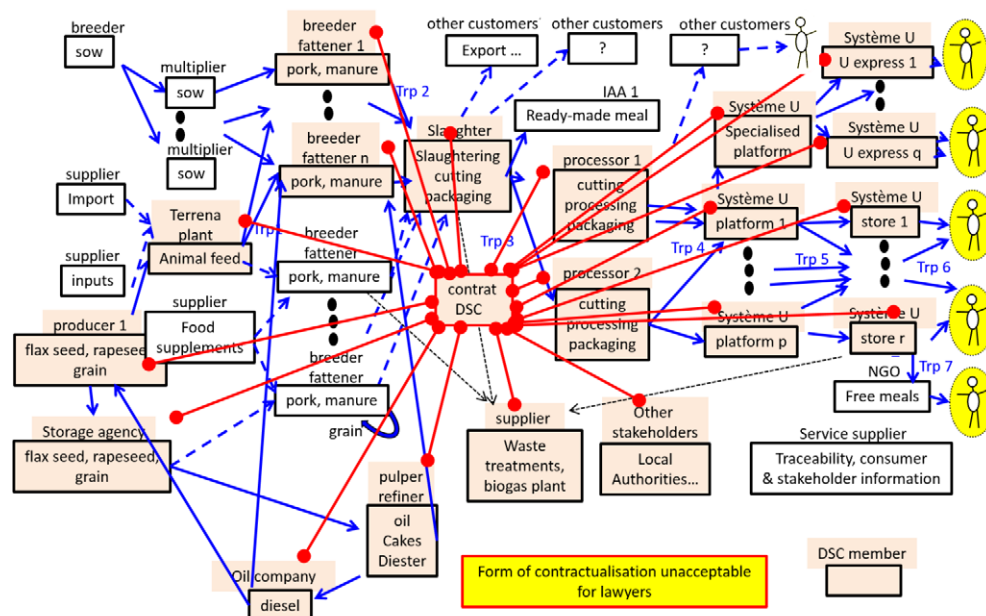 breeder
sow
multiplier
sow
multiplier
sow
breeder
fattener 1
pork, manure
Trp 2
breeder
fattener n
pork, manure
other customers
Export ...
other customers
?
other customers
?
IAA 1
Ready-made meal
Slaughter
Slaughtering
cutting
packaging
processor 1
cutting
processing
packaging
Trp 3
processor 2
cutting
processing
packaging
Système U
Specialised
platform
Système U
platform 1
Trp 4
Système U
platform p
Trp 5
Système U
U express 1
Système U
U express q
Système U
store 1
Trp 6
Système U
store r
Trp 7
NGO
Free meals
supplier
Import
supplier
inputs
Terrena
plant
Animal feed
breeder
fattener
pork, manure
contrat
DSC
producer 1
flax seed, rapeseed,
grain
supplier
Food
supplements
breeder
fattener
pork, manure
grain
Storage agency
flax seed, rapeseed,
grain
pulper
refiner
oil
Cakes
Diester
Oil company
diesel
supplier
Waste
treatments,
biogas plant
Other
stakeholders
Local
Authorities...
Service supplier
Traceability, consumer
& stakeholder information
Form of contractualisation unacceptable
for lawyers
DSC member